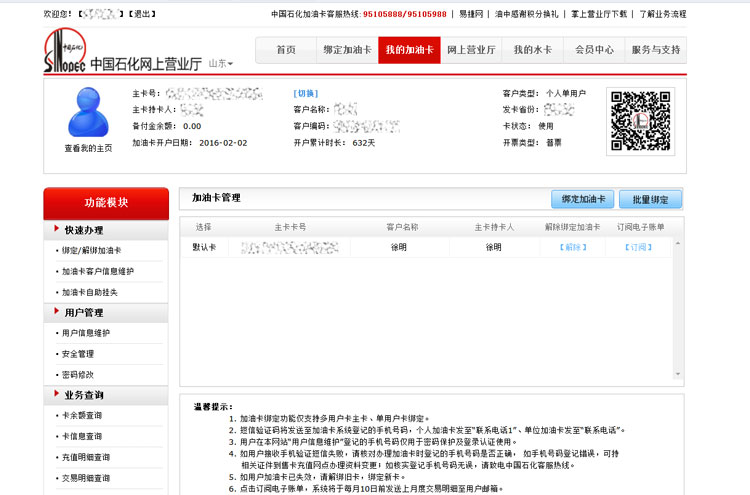 欢迎您！【 】【退出】 中国石化加油卡客服热线:95105888/95105988 | 易捷网 | 油中感谢积分换礼 | 掌上营业厅下载 | 了解业务流程
中国石化
SINOPEC 中国石化网上营业厅 山东
首页 绑定加油卡 我的加油卡 网上营业厅 我的水卡 会员中心 服务与支持
主卡号： [切换] 客户类型： 个人单用户
主卡持卡人： 客户名称： 发卡省份：
备付金余额： 0.00 客户编码： 卡状态： 使用
加油卡开户日期： 2016-02-02 开户累计时长： 632天 开票类型： 普票
查看我的主页
功能模块
快速办理
• 绑定/解绑加油卡
• 加油卡客户信息维护
• 加油卡自助挂头
用户管理
• 用户信息维护
• 安全管理
• 密码修改
业务查询
• 卡余额查询
• 卡信息查询
• 充值明细查询
• 交易明细查询
加油卡管理 绑定加油卡 批量绑定
选择 主卡卡号 客户名称 主卡持卡人 解除绑定加油卡 订阅电子账单
默认卡 徐明 徐明 【解除】 【订阅】
温馨提示：
1. 加油卡绑定功能仅支持多用户卡主卡、单用户卡绑定。
2. 短信验证码将发送至加油卡系统登记的手机号码，个人加油卡发至“联系电话1”、单位加油卡发至“联系电话”。
3. 用户在本网站“用户信息维护”登记的手机号码仅用于密码保护及登录认证使用。
4. 如用户接收手机验证短信失败，请核对办理加油卡时登记的手机号码是否正确， 如手机号码登记错误，可持
相关证件到售卡充值网点办理资料变更；如核实登记手机号码无误，请致电中国石化客服热线。
5. 如用户加油卡已失效，请解绑旧卡，绑定新卡。
6. 点击订阅电子账单，系统将于每月10日前发送上月度交易明细至用户邮箱。